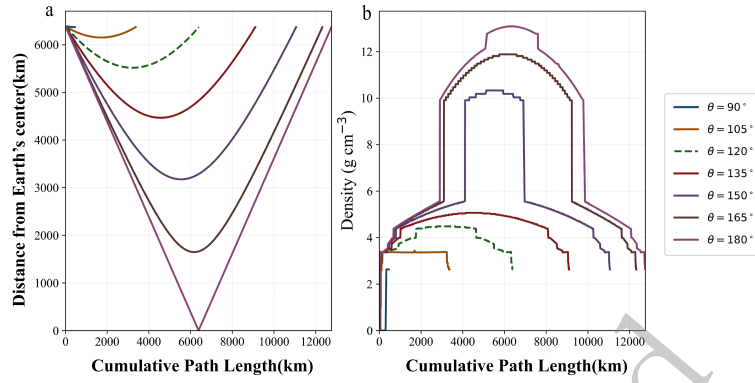 a
b
Distance from Earth's center(km)
6000
5000
4000
3000
2000
1000
0
0
2000
4000
6000
8000
10000
12000
Cumulative Path Length(km)
Density (g cm⁻³)
12
10
8
6
4
2
0
0
2000
4000
6000
8000
10000
12000
Cumulative Path Length(km)
θ = 90°
θ = 105°
θ = 120°
θ = 135°
θ = 150°
θ = 165°
θ = 180°
d